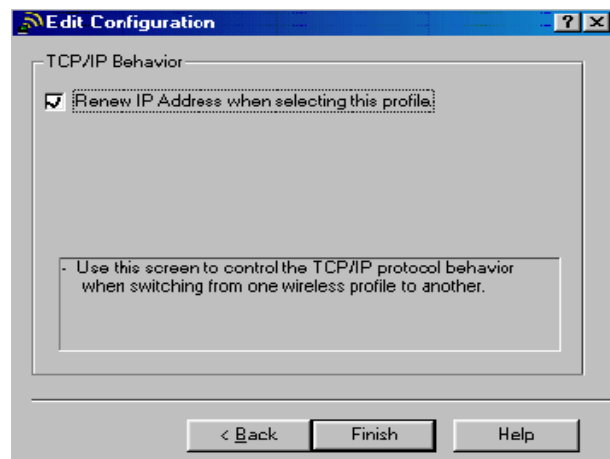 Edit Configuration
TCP/IP Behavior
Renew IP Address when selecting this profile.
- Use this screen to control the TCP/IP protocol behavior
when switching from one wireless profile to another.
< Back
Finish
Help